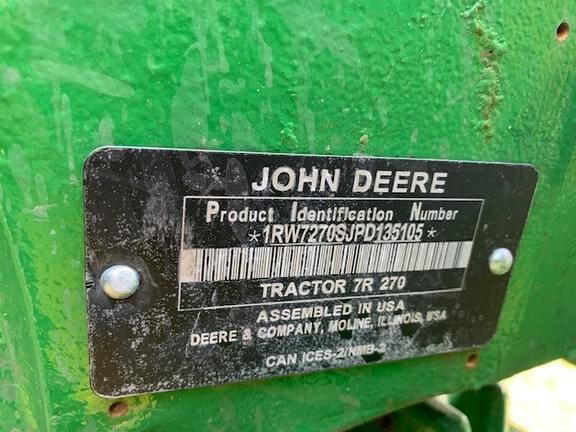 JOHN DEERE
Product Identification Number
*1RW7270SJPD135105*
TRACTOR 7R 270
ASSEMBLED IN USA
DEERE & COMPANY, MOLINE, ILLINOIS, USA
CAN ICES-2/NMB-2